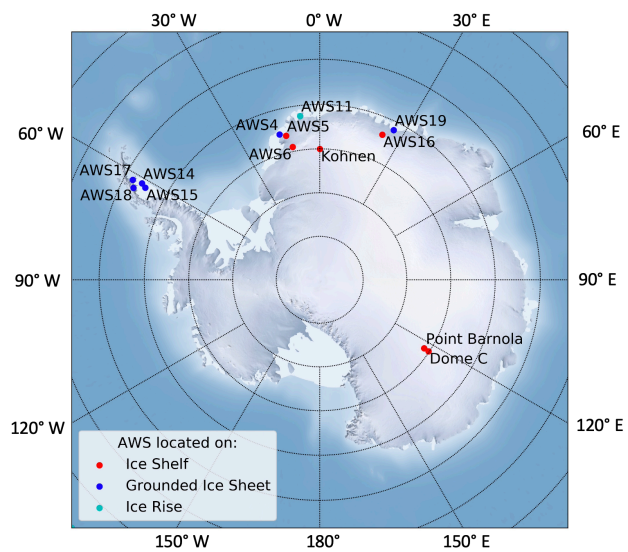 30° W 0° W 30° E
AWS11
AWS4 AWS5 AWS19
60° W 60° E
AWS6 Kohnen AWS16
AWS17 AWS14
AWS18 AWS15
90° W 90° E
Point Barnola
Dome C
120° W 120° E
AWS located on:
Ice Shelf
Grounded Ice Sheet
Ice Rise
150° W 180° 150° E